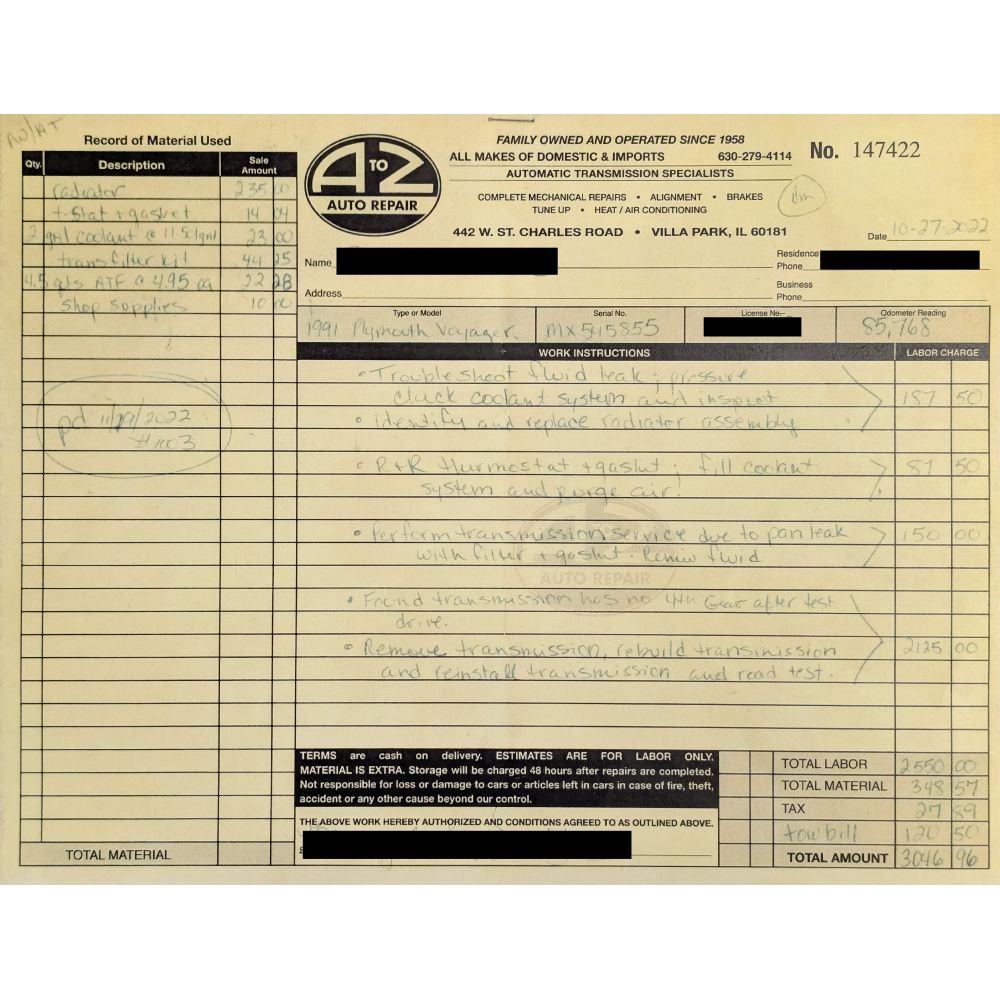 RW/AT
Record of Material Used
Qty. Description Sale Amount
radiator 235 00
t-stat + gasket 14 04
2 gal coolant @ 11.50/gal 23 00
trans filter kit 44 25
4.5 qts ATF @ 4.95 ea 22 28
shop supplies 10 00
pd 11/29/2022
#1003
TOTAL MATERIAL
A TO Z
AUTO REPAIR
FAMILY OWNED AND OPERATED SINCE 1958
ALL MAKES OF DOMESTIC & IMPORTS 630-279-4114
AUTOMATIC TRANSMISSION SPECIALISTS
COMPLETE MECHANICAL REPAIRS • ALIGNMENT • BRAKES
TUNE UP • HEAT / AIR CONDITIONING
442 W. ST. CHARLES ROAD • VILLA PARK, IL 60181
No. 147422
dm
Date 10-27-2022
Name
Residence Phone
Address
Business Phone
Type or Model Serial No. License No. Odometer Reading
1991 Plymouth Voyager MX545855 85,768
WORK INSTRUCTIONS LABOR CHARGE
• Troubleshoot fluid leak; pressure
check coolant system and inspect 187 50
• Identify and replace radiator assembly
• R+R thermostat + gasket; fill coolant 87 50
system and purge air.
• Perform transmission service due to pan leak 150 00
with filter + gasket. Renew fluid
AUTO REPAIR
• Found transmission has no 4th Gear after test
drive.
• Remove transmission, rebuild transmission 2125 00
and reinstall transmission and road test.
TERMS are cash on delivery. ESTIMATES ARE FOR LABOR ONLY.
MATERIAL IS EXTRA. Storage will be charged 48 hours after repairs are completed.
Not responsible for loss or damage to cars or articles left in cars in case of fire, theft,
accident or any other cause beyond our control.
THE ABOVE WORK HEREBY AUTHORIZED AND CONDITIONS AGREED TO AS OUTLINED ABOVE.
TOTAL LABOR 2550 00
TOTAL MATERIAL 348 57
TAX 27 89
tow bill 120 50
TOTAL AMOUNT 3046 96